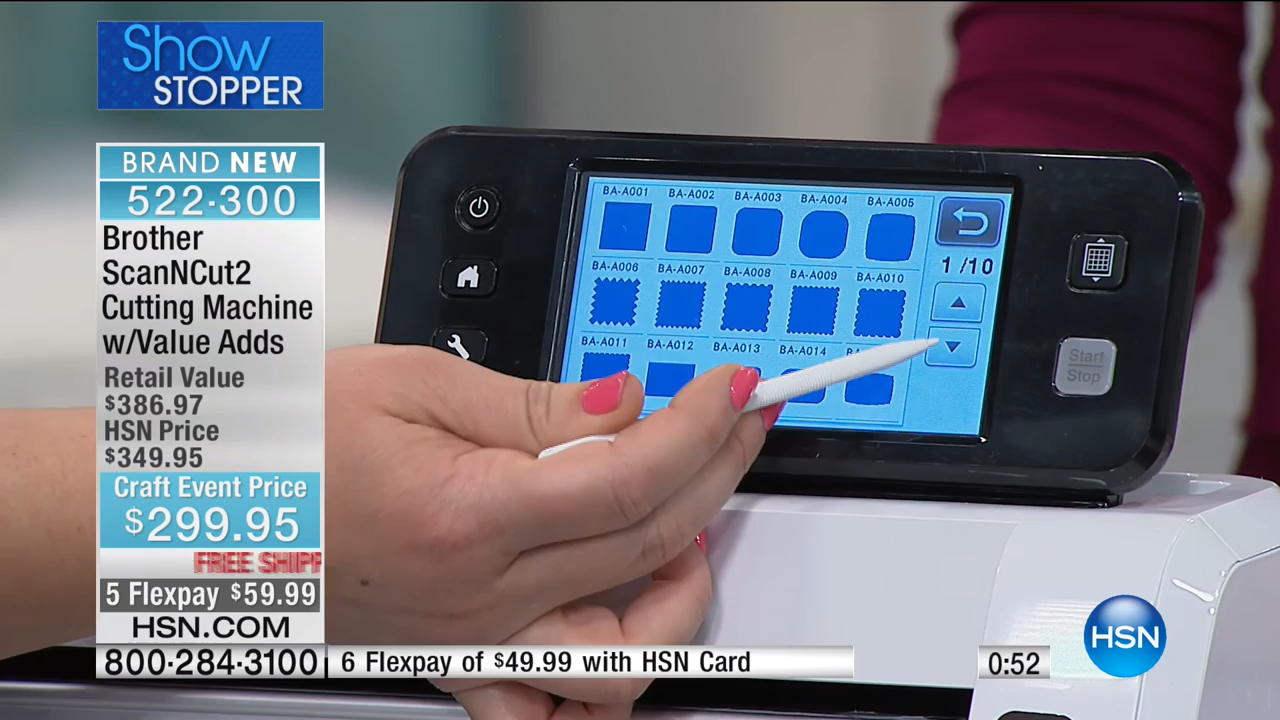 Show
STOPPER
BRAND NEW
522·300
Brother
ScanNCut2
Cutting Machine
w/Value Adds
Retail Value
$386.97
HSN Price
$349.95
Craft Event Price
$299.95
FREE SHIPP
5 Flexpay $59.99
HSN.COM
800·284·3100
6 Flexpay of $49.99 with HSN Card
0:52
HSN
BA-A001 BA-A002 BA-A003 BA-A004 BA-A005
1 /10
BA-A006 BA-A007 BA-A008 BA-A009 BA-A010
BA-A011 BA-A012 BA-A013 BA-A014
Start
Stop